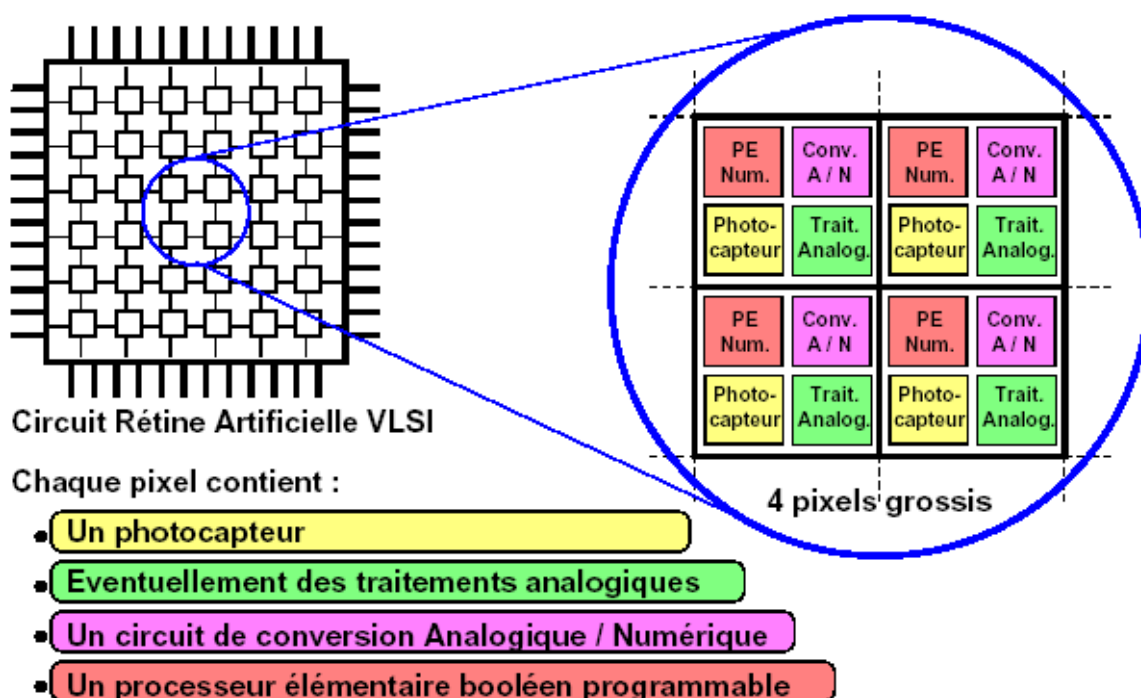 PE Conv. PE Conv.
Num. A / N Num. A / N
Photo- Trait. Photo- Trait.
capteur Analog. capteur Analog.
PE Conv. PE Conv.
Num. A / N Num. A / N
Photo- Trait. Photo- Trait.
capteur Analog. capteur Analog.
4 pixels grossis
Circuit Rétine Artificielle VLSI
Chaque pixel contient :
• Un photocapteur
• Eventuellement des traitements analogiques
• Un circuit de conversion Analogique / Numérique
• Un processeur élémentaire booléen programmable